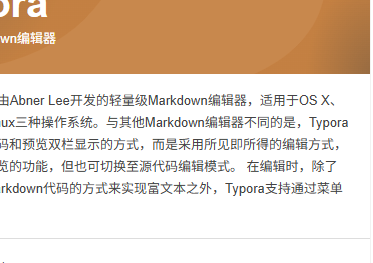 ora
wn编辑器
由Abner Lee开发的轻量级Markdown编辑器，适用于OS X、
ux三种操作系统。与其他Markdown编辑器不同的是，Typora
码和预览双栏显示的方式，而是采用所见即所得的编辑方式，
览的功能，但也可切换至源代码编辑模式。 在编辑时，除了
arkdown代码的方式来实现富文本之外，Typora支持通过菜单